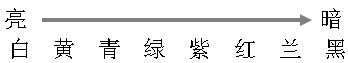 亮 暗
白 黄 青 绿 紫 红 兰 黑